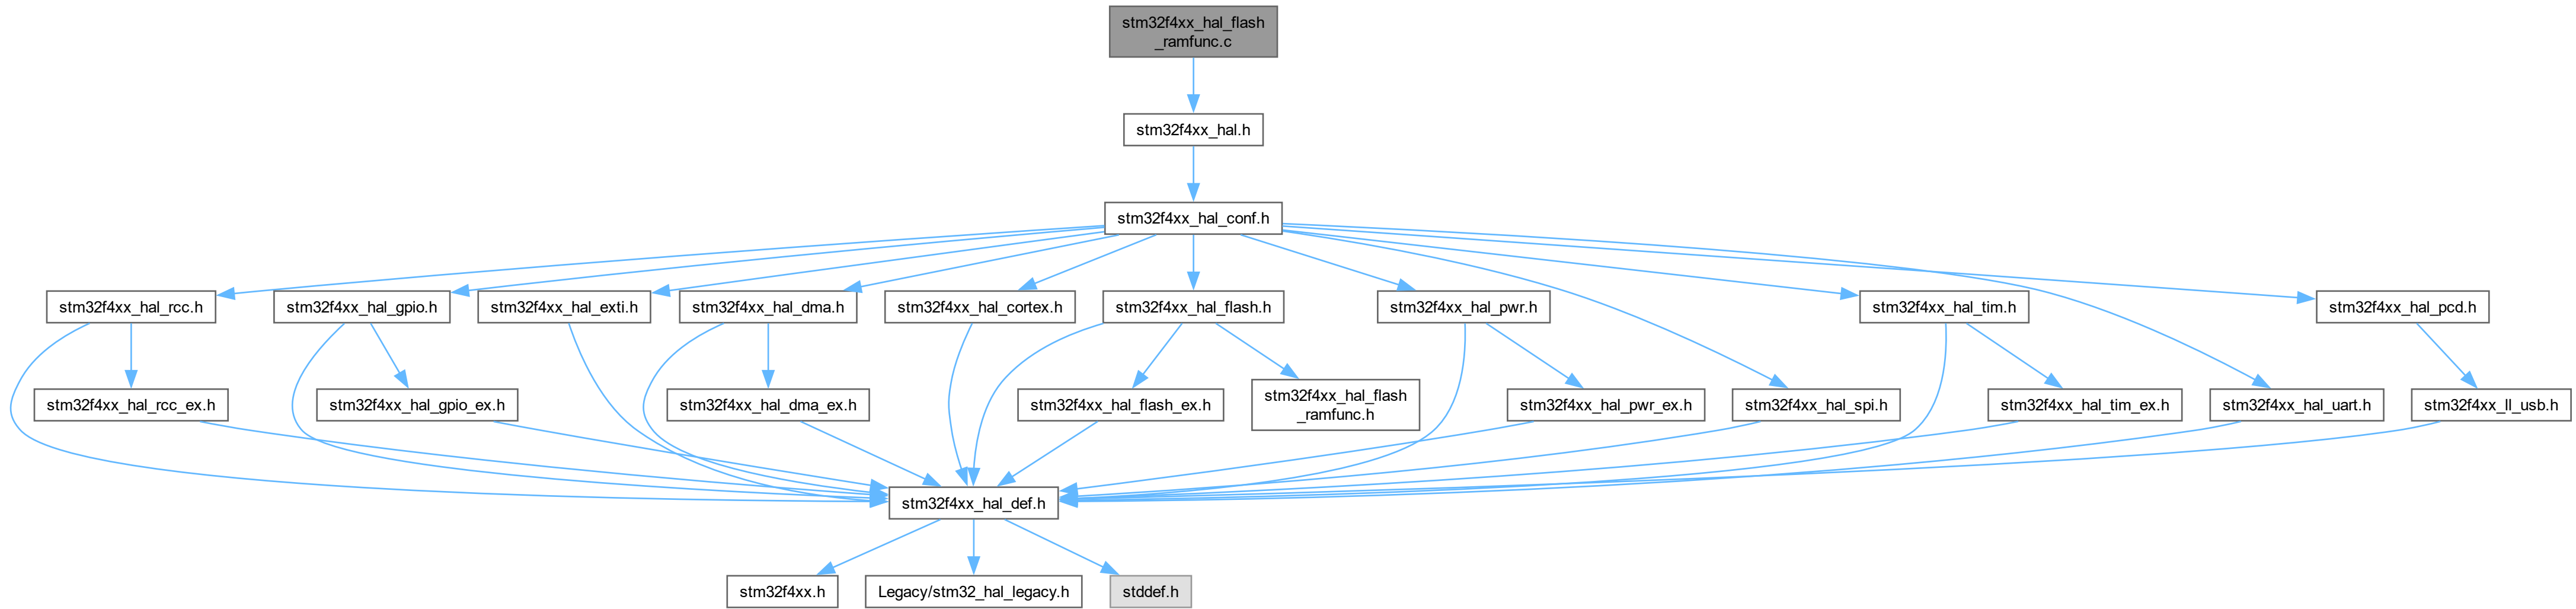 stm32f4xx_hal_flash
_ramfunc.c
stm32f4xx_hal.h
stm32f4xx_hal_conf.h
stm32f4xx_hal_rcc.h
stm32f4xx_hal_gpio.h
stm32f4xx_hal_exti.h
stm32f4xx_hal_dma.h
stm32f4xx_hal_cortex.h
stm32f4xx_hal_flash.h
stm32f4xx_hal_pwr.h
stm32f4xx_hal_tim.h
stm32f4xx_hal_pcd.h
stm32f4xx_hal_rcc_ex.h
stm32f4xx_hal_gpio_ex.h
stm32f4xx_hal_dma_ex.h
stm32f4xx_hal_flash_ex.h
stm32f4xx_hal_flash
_ramfunc.h
stm32f4xx_hal_pwr_ex.h
stm32f4xx_hal_spi.h
stm32f4xx_hal_tim_ex.h
stm32f4xx_hal_uart.h
stm32f4xx_ll_usb.h
stm32f4xx_hal_def.h
stm32f4xx.h
Legacy/stm32_hal_legacy.h
stddef.h